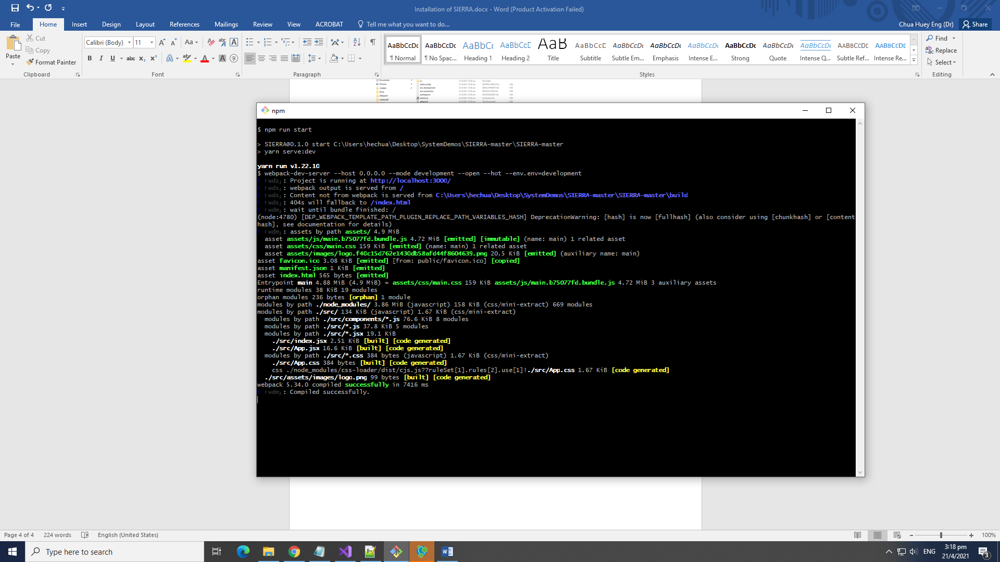 Installation of SIERRA.docx - Word (Product Activation Failed)
File Home Insert Design Layout References Mailings Review View ACROBAT Tell me what you want to do... Chua Huey Eng (Dr) Share
Paste
Cut
Copy
Format Painter
Clipboard
Calibri (Body) 11
Font
Paragraph
AaBbCcDc AaBbCcDc AaBbCc AaBbCcD AaB AaBbCcD AaBbCcDc AaBbCcDc AaBbCcDc AaBbCcDc AaBbCcDc AaBbCcDc AABBCCDE AABBCCDE
¶ Normal ¶ No Spac... Heading 1 Heading 2 Title Subtitle Subtle Em... Emphasis Intense E... Strong Quote Intense Q... Subtle Ref... Intense Re...
Styles
Find
Replace
Select
Editing
Documents
Pictures
npm
$ npm run start
> SIERRA@0.1.0 start C:\Users\hechua\Desktop\SystemDemos\SIERRA-master\SIERRA-master
> yarn serve:dev
yarn run v1.22.10
$ webpack-dev-server --host 0.0.0.0 --mode development --open --hot --env.env=development
i ｢wds｣: Project is running at http://localhost:3000/
i ｢wds｣: webpack output is served from /
i ｢wds｣: Content not from webpack is served from C:\Users\hechua\Desktop\SystemDemos\SIERRA-master\SIERRA-master\build
i ｢wds｣: 404s will fallback to /index.html
i ｢wdm｣: wait until bundle finished: /
(node:4780) [DEP_WEBPACK_TEMPLATE_PATH_PLUGIN_REPLACE_PATH_VARIABLES_HASH] DeprecationWarning: [hash] is now [fullhash] (also consider using [chunkhash] or [content
hash], see documentation for details)
i ｢wdm｣: assets by path assets/ 4.9 MiB
asset assets/js/main.b75077fd.bundle.js 4.72 MiB [emitted] [immutable] (name: main) 1 related asset
asset assets/css/main.css 159 KiB [emitted] (name: main) 1 related asset
asset assets/images/logo.f40c15d762e1430db58afd44f8604639.png 20.5 KiB [emitted] (auxiliary name: main)
asset favicon.ico 3.08 KiB [emitted] [from: public/favicon.ico] [copied]
asset manifest.json 1 KiB [emitted]
asset index.html 565 bytes [emitted]
Entrypoint main 4.88 MiB (4.9 MiB) = assets/css/main.css 159 KiB assets/js/main.b75077fd.bundle.js 4.72 MiB 3 auxiliary assets
runtime modules 38 KiB 19 modules
orphan modules 236 bytes [orphan] 1 module
modules by path ./node_modules/ 3.86 MiB (javascript) 158 KiB (css/mini-extract) 669 modules
modules by path ./src/ 134 KiB (javascript) 1.67 KiB (css/mini-extract)
modules by path ./src/components/*.js 76.6 KiB 8 modules
modules by path ./src/*.js 37.8 KiB 5 modules
modules by path ./src/*.jsx 19.1 KiB
./src/index.jsx 2.51 KiB [built] [code generated]
./src/App.jsx 16.6 KiB [built] [code generated]
modules by path ./src/*.css 384 bytes (javascript) 1.67 KiB (css/mini-extract)
./src/App.css 384 bytes [built] [code generated]
css ./node_modules/css-loader/dist/cjs.js??ruleSet[1].rules[2].use[1]!./src/App.css 1.67 KiB [code generated]
./src/assets/images/logo.png 99 bytes [built] [code generated]
webpack 5.34.0 compiled successfully in 7416 ms
i ｢wdm｣: Compiled successfully.
Page 4 of 4 224 words English (United States) 100%
Type here to search
ENG
3:18 pm
21/4/2021
3